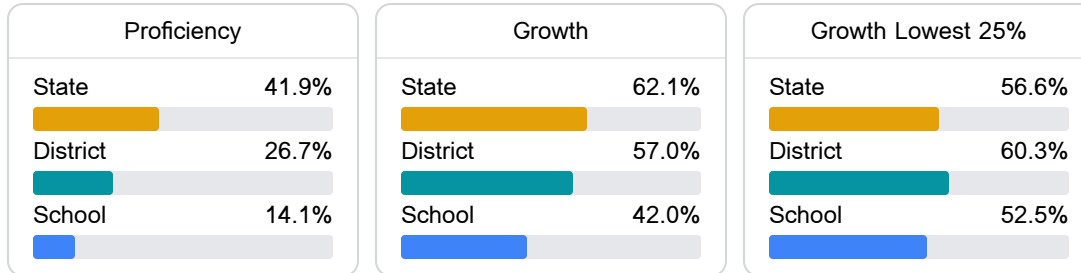 Proficiency
State 41.9%
District 26.7%
School 14.1%
Growth
State 62.1%
District 57.0%
School 42.0%
Growth Lowest 25%
State 56.6%
District 60.3%
School 52.5%